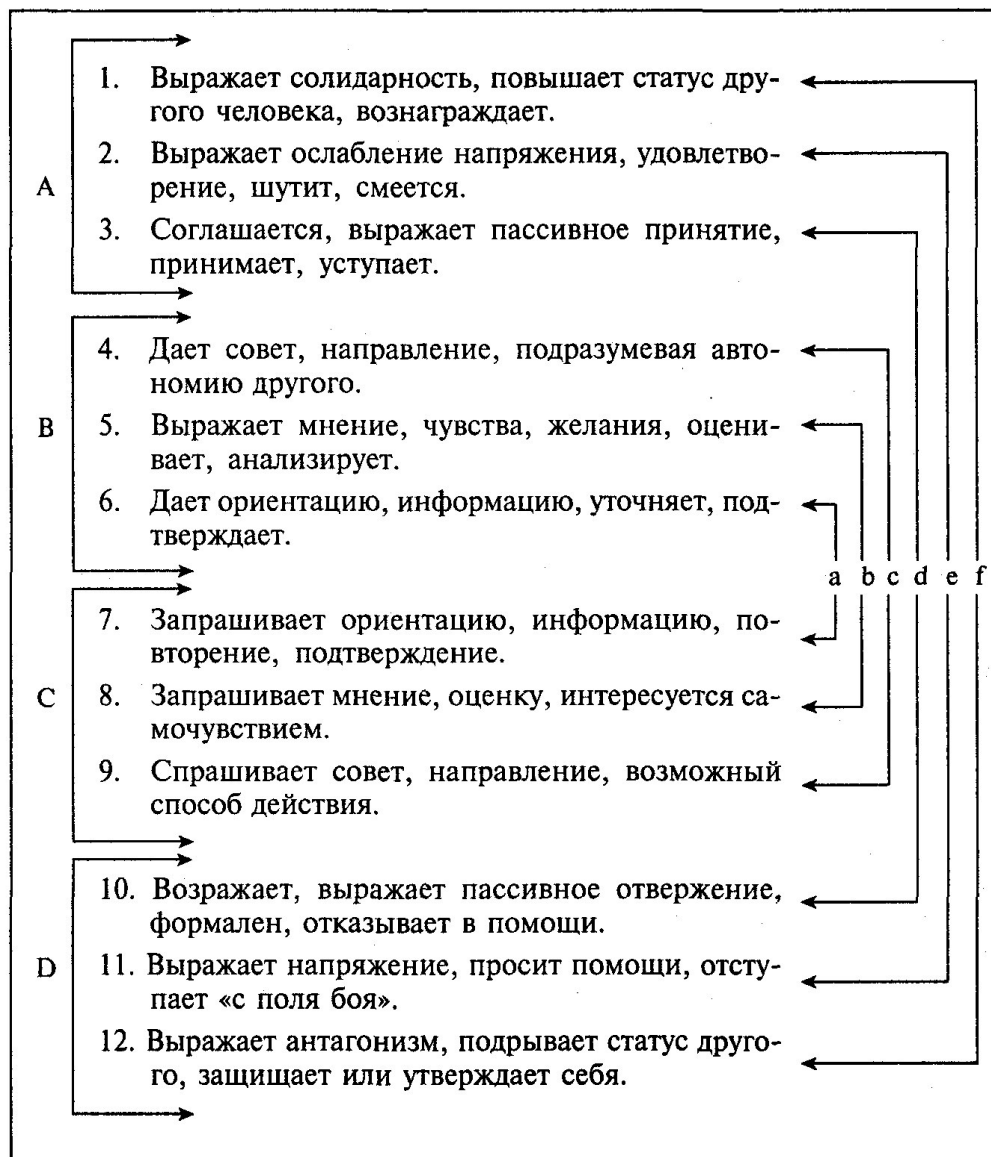 1. Выражает солидарность, повышает статус дру-
гого человека, вознаграждает.
2. Выражает ослабление напряжения, удовлетво-
рение, шутит, смеется.
A
3. Соглашается, выражает пассивное принятие,
принимает, уступает.
4. Дает совет, направление, подразумевая авто-
номию другого.
B
5. Выражает мнение, чувства, желания, оцени-
вает, анализирует.
6. Дает ориентацию, информацию, уточняет, под-
тверждает.
a b c d e f
7. Запрашивает ориентацию, информацию, по-
вторение, подтверждение.
C
8. Запрашивает мнение, оценку, интересуется са-
мочувствием.
9. Спрашивает совет, направление, возможный
способ действия.
10. Возражает, выражает пассивное отвержение,
формален, отказывает в помощи.
D
11. Выражает напряжение, просит помощи, отсту-
пает «с поля боя».
12. Выражает антагонизм, подрывает статус друго-
го, защищает или утверждает себя.